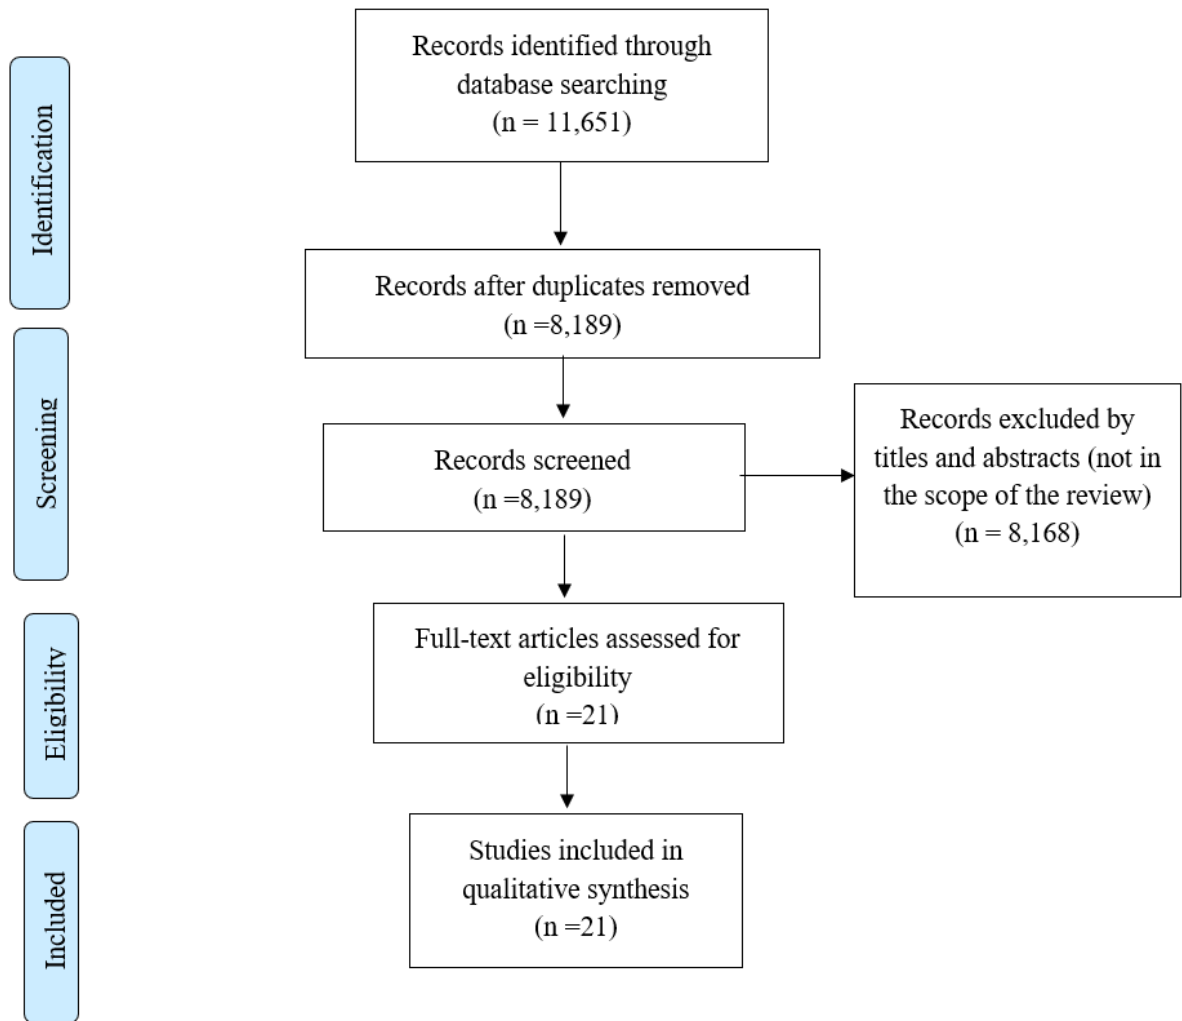 Identification
Records identified through
database searching
(n = 11,651)
Records after duplicates removed
(n =8,189)
Screening
Records screened
(n =8,189)
Records excluded by
titles and abstracts (not in
the scope of the review)
(n = 8,168)
Eligibility
Full-text articles assessed for
eligibility
(n =21)
Included
Studies included in
qualitative synthesis
(n =21)